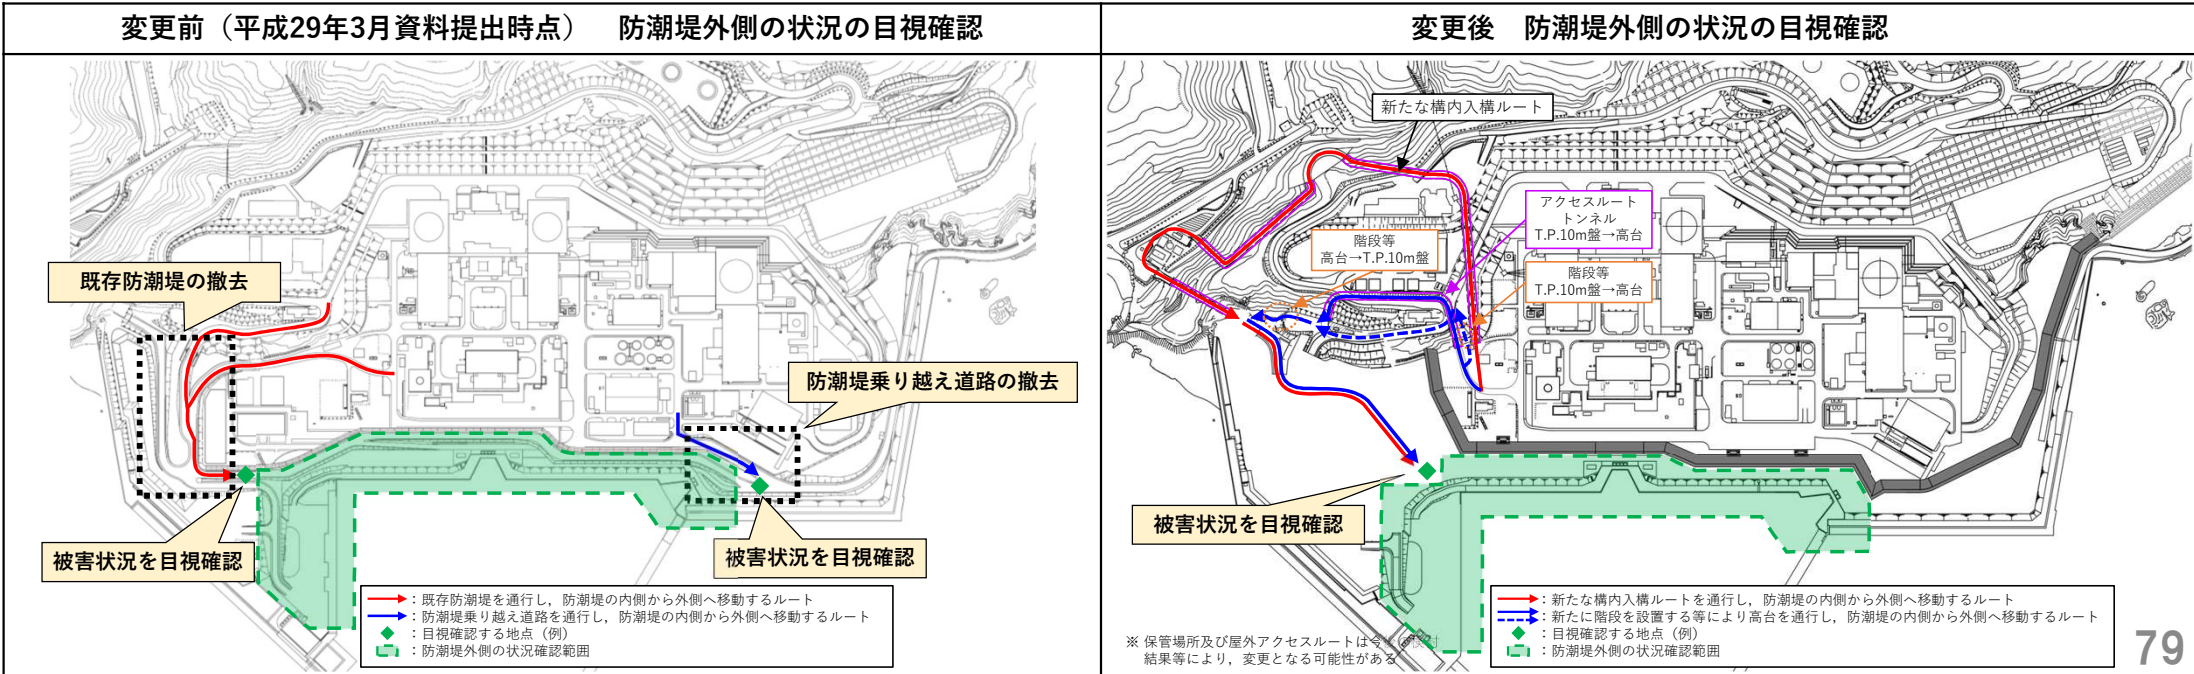 変更前（平成29年3月資料提出時点）　防潮堤外側の状況の目視確認
既存防潮堤の撤去
防潮堤乗り越え道路の撤去
被害状況を目視確認
被害状況を目視確認
：既存防潮堤を通行し，防潮堤の内側から外側へ移動するルート
：防潮堤乗り越え道路を通行し，防潮堤の内側から外側へ移動するルート
：目視確認する地点（例）
：防潮堤外側の状況確認範囲
変更後　防潮堤外側の状況の目視確認
新たな構内入構ルート
アクセスルート
トンネル
T.P.10m盤→高台
階段等
高台→T.P.10m盤
階段等
T.P.10m盤→高台
被害状況を目視確認
：新たな構内入構ルートを通行し，防潮堤の内側から外側へ移動するルート
：新たに階段を設置する等により高台を通行し，防潮堤の内側から外側へ移動するルート
：目視確認する地点（例）
：防潮堤外側の状況確認範囲
※ 保管場所及び屋外アクセスルートは今後の検討
結果等により，変更となる可能性がある
79